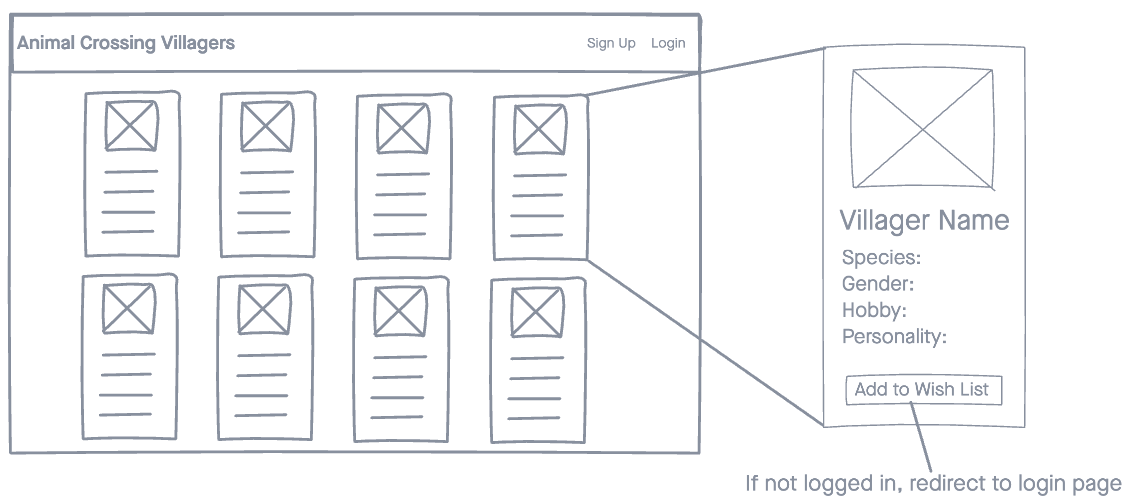 Animal Crossing Villagers
Sign Up
Login
Villager Name
Species:
Gender:
Hobby:
Personality:
Add to Wish List
If not logged in, redirect to login page